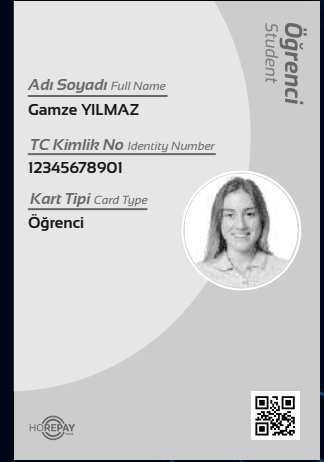 Öğrenci
Student
Adı Soyadı Full Name
Gamze YILMAZ
TC Kimlik No Identity Number
12345678901
Kart Tipi Card Type
Öğrenci
HOREPAY